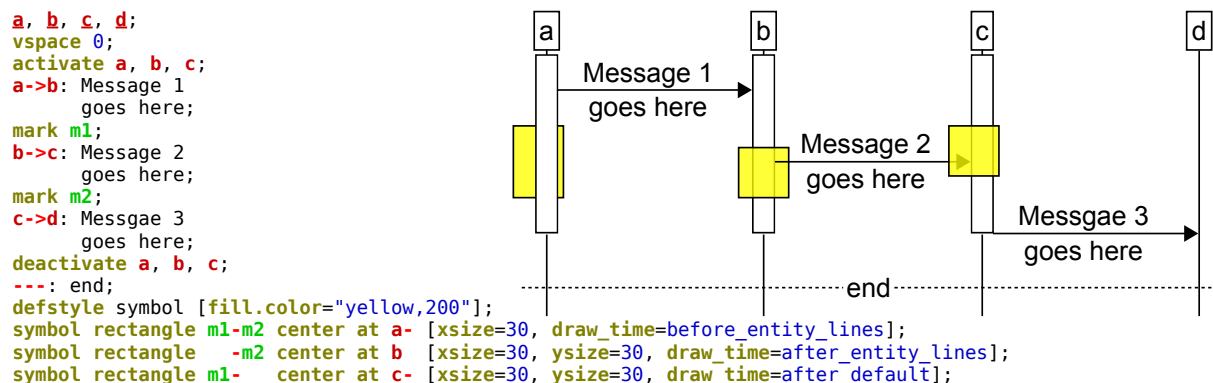 a, b, c, d;
vspace 0;
activate a, b, c;
a->b: Message 1
goes here;
mark m1;
b->c: Message 2
goes here;
mark m2;
c->d: Messgae 3
goes here;
deactivate a, b, c;
---: end;
defstyle symbol [fill.color="yellow,200"];
symbol rectangle m1-m2 center at a- [xsize=30, draw_time=before_entity_lines];
symbol rectangle -m2 center at b [xsize=30, ysize=30, draw_time=after_entity_lines];
symbol rectangle m1- center at c- [xsize=30, ysize=30, draw_time=after_default];
a b c d
Message 1
goes here
Message 2
goes here
Messgae 3
goes here
end